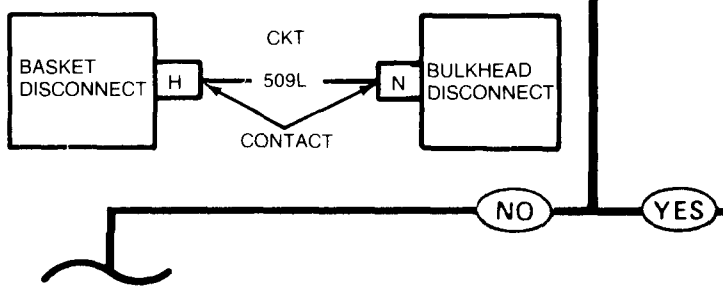 CKT
BASKET
DISCONNECT
H
509L
N
BULKHEAD
DISCONNECT
CONTACT
NO
YES